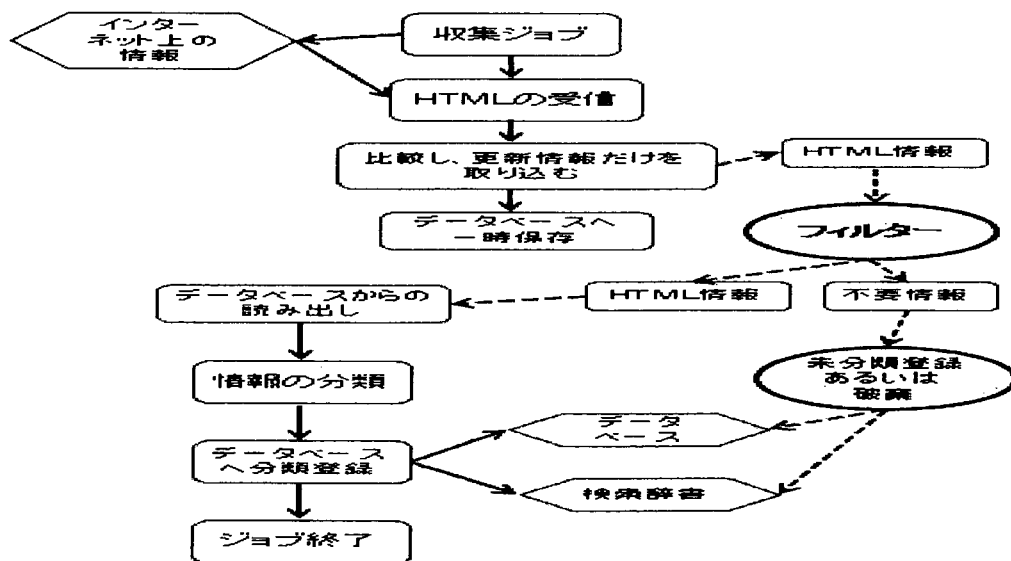 インター
ネット上の
情報
収集ジョブ
HTMLの受信
比較し、更新情報だけを
取り込む
HTML情報
データベースへ
一時保存
フィルター
データベースからの
読み出し
HTML情報
不要情報
情報の分類
未分類登録
あるいは
破棄
データ
ベース
データベース
へ分類登録
検索辞書
ジョブ終了